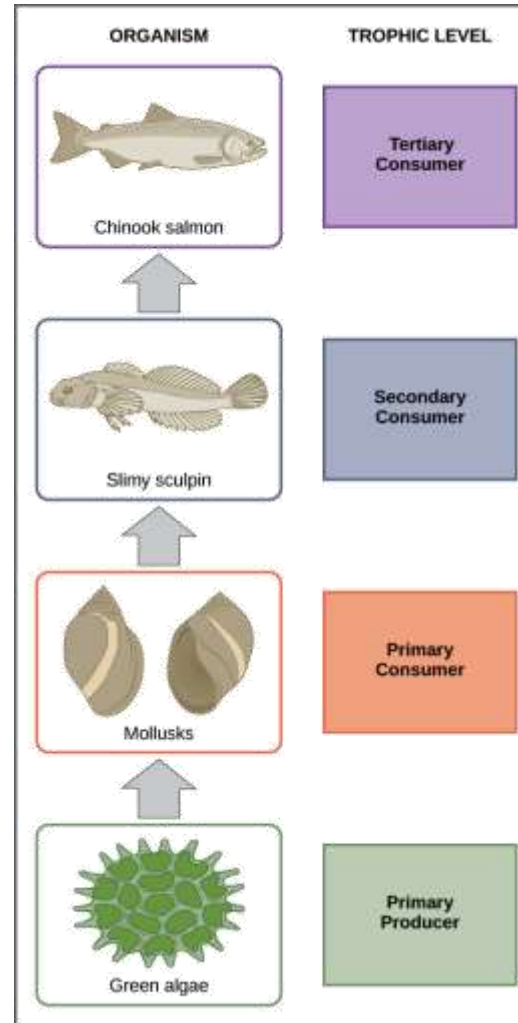 ORGANISM
TROPHIC LEVEL
Chinook salmon
Tertiary
Consumer
Slimy sculpin
Secondary
Consumer
Mollusks
Primary
Consumer
Green algae
Primary
Producer